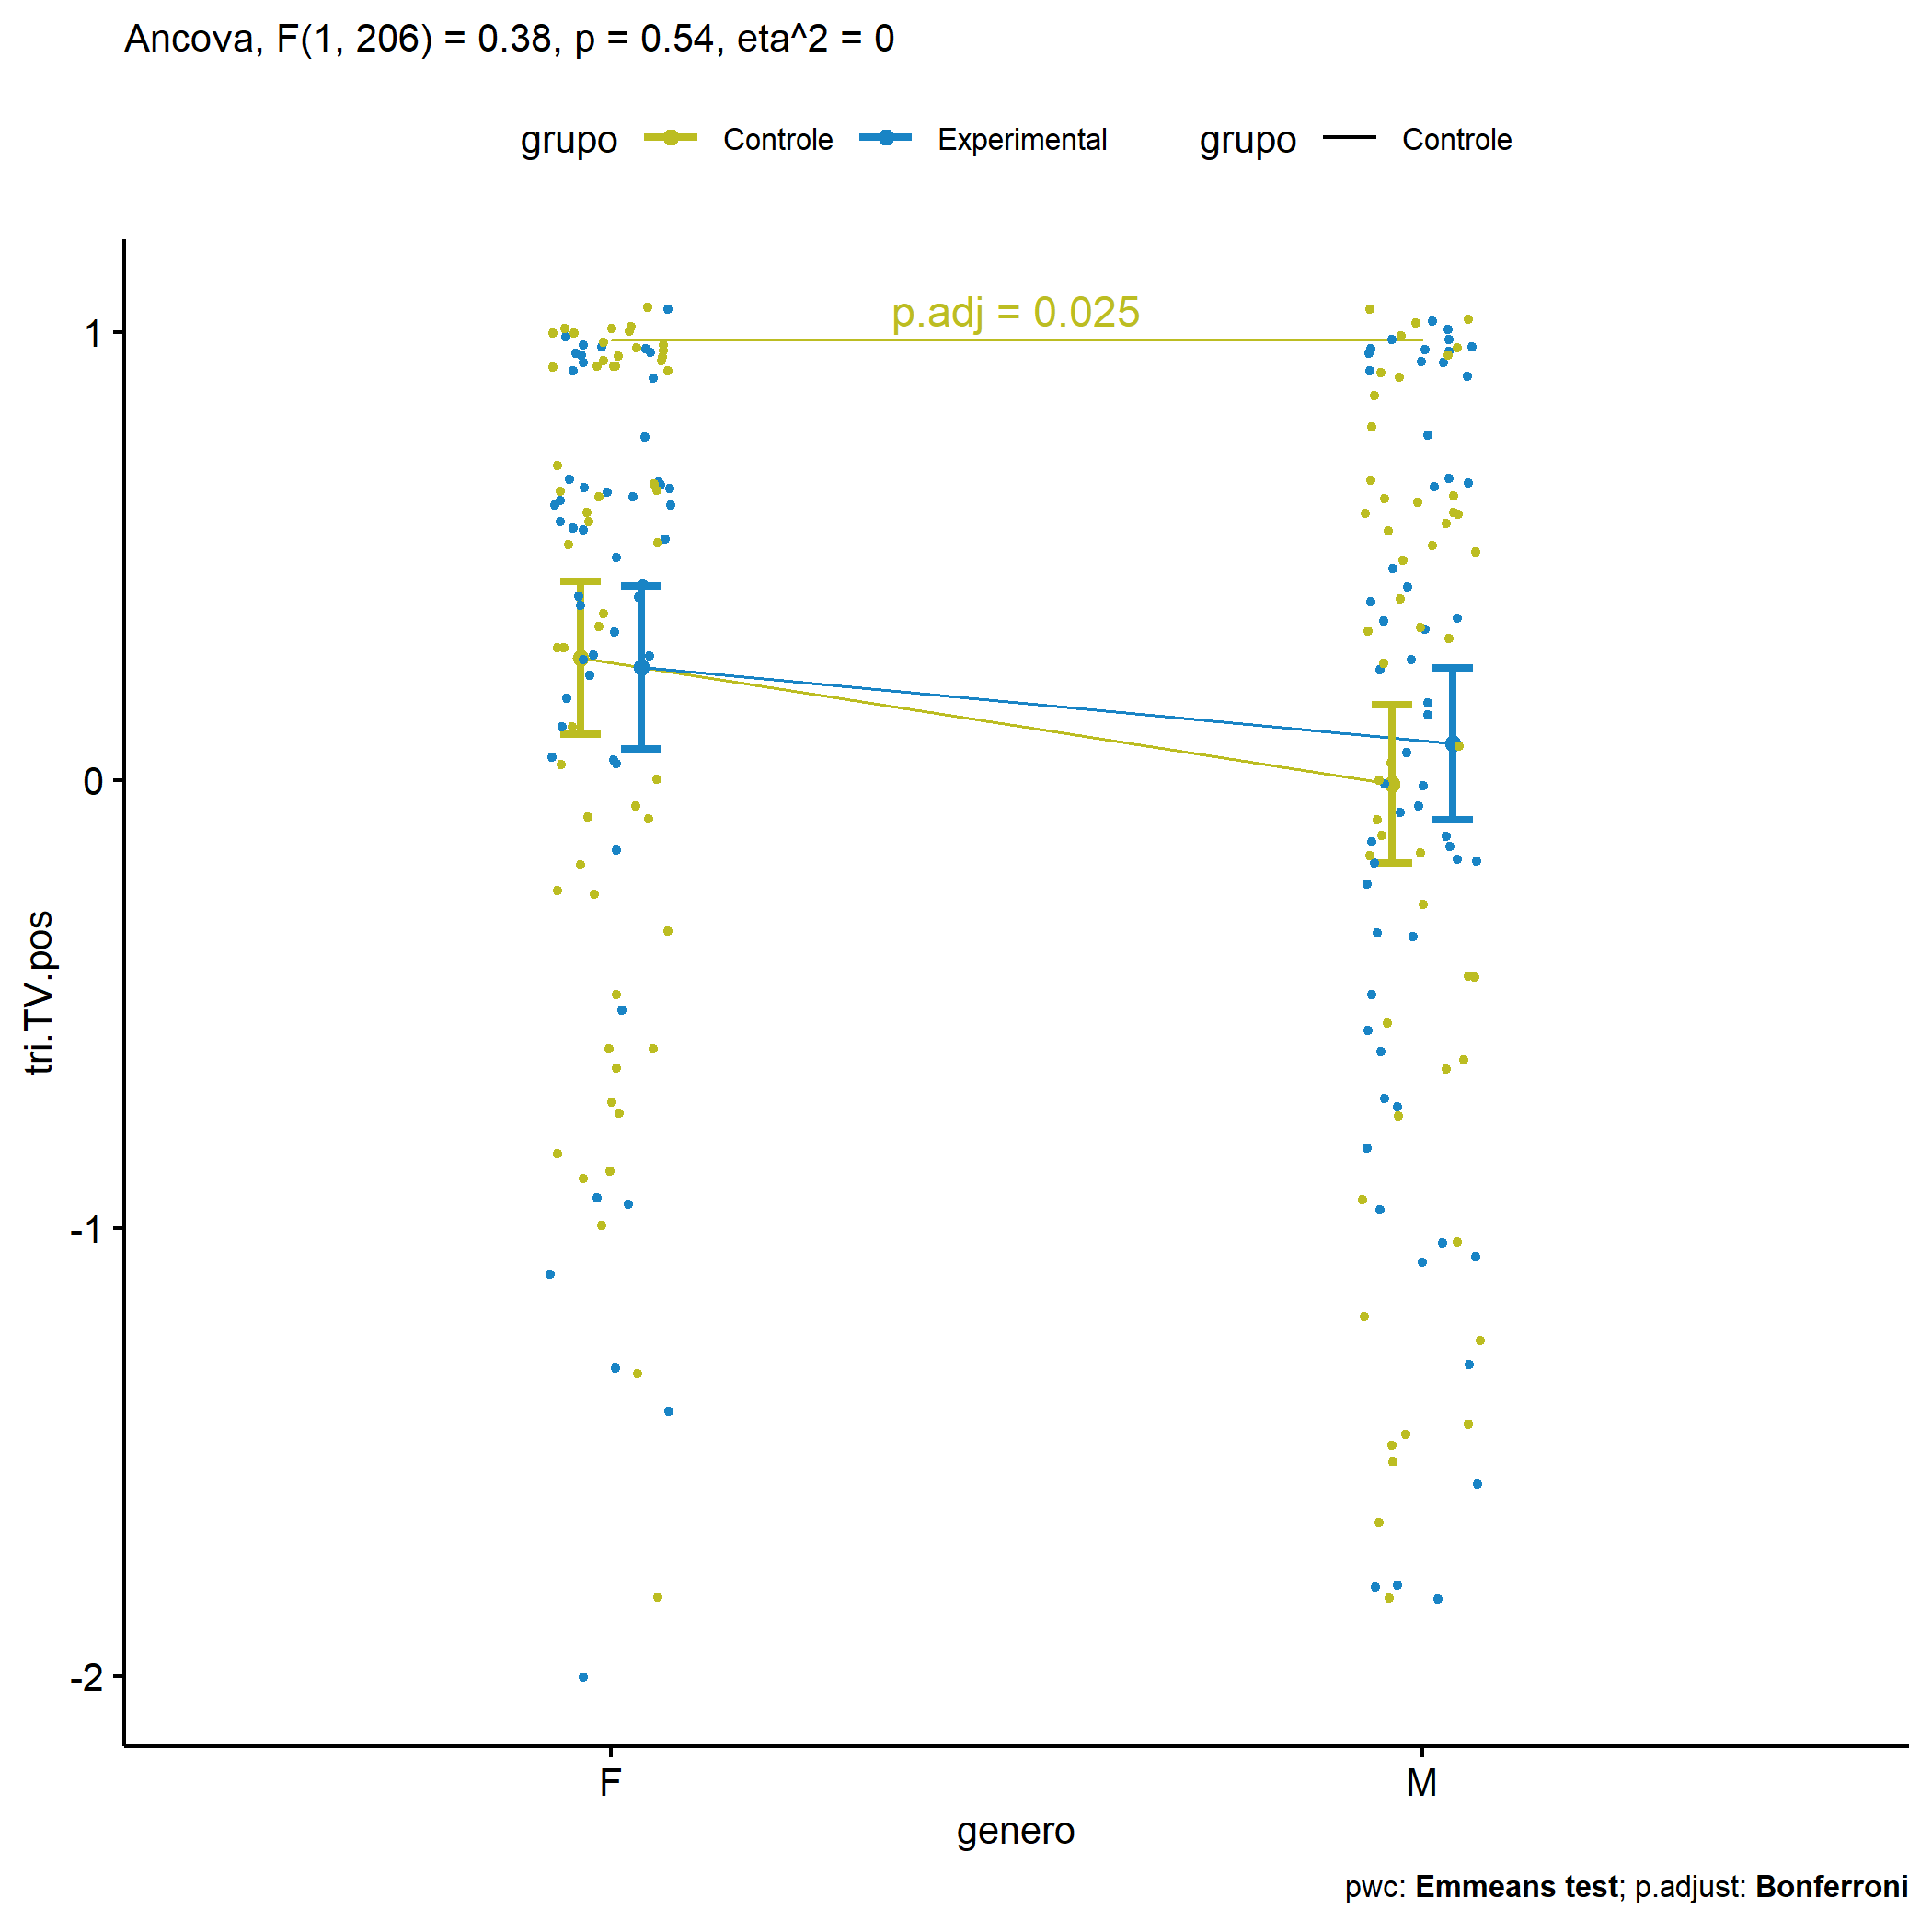 Ancova, F(1, 206) = 0.38, p = 0.54, eta^2 = 0
grupo Controle Experimental grupo Controle
p.adj = 0.025
1
0
-1
-2
tri.TV.pos
F M
genero
pwc: Emmeans test; p.adjust: Bonferroni